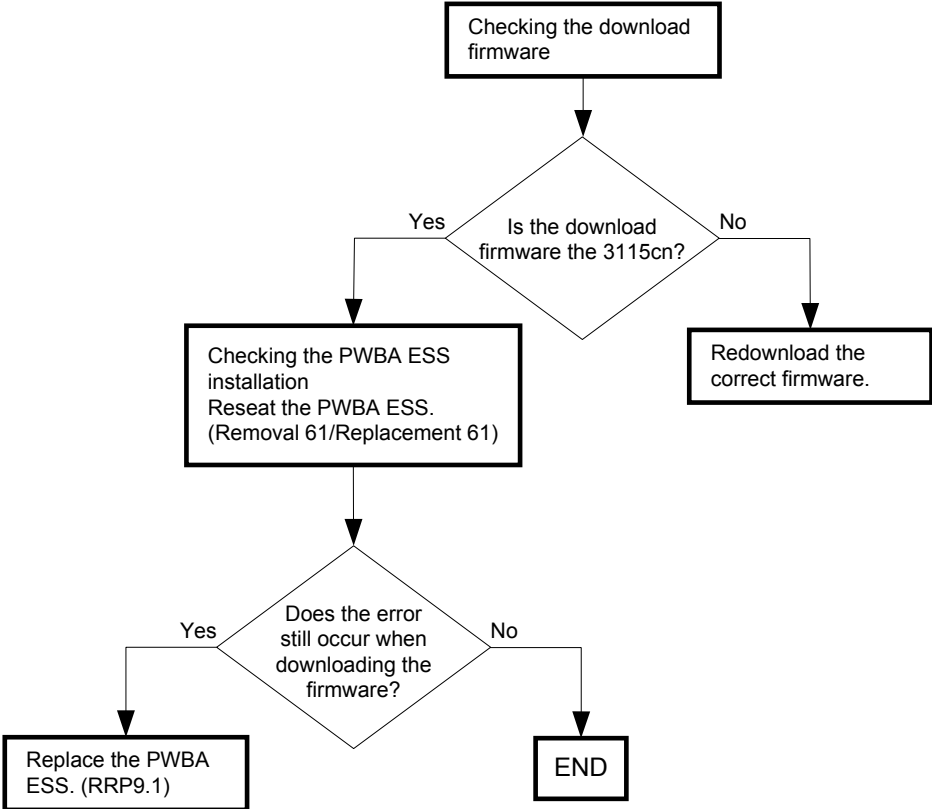 Checking the download
firmware
Yes
Is the download
firmware the 3115cn?
No
Checking the PWBA ESS
installation
Reseat the PWBA ESS.
(Removal 61/Replacement 61)
Redownload the
correct firmware.
Yes
Does the error
still occur when
downloading the
firmware?
No
Replace the PWBA
ESS. (RRP9.1)
END